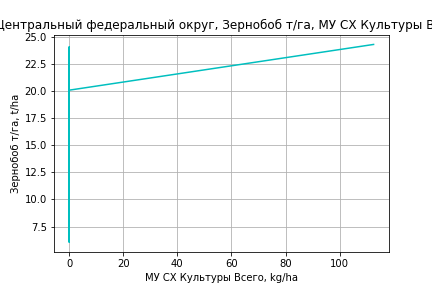 Центральный федеральный округ, Зернобоб т/га, МУ СХ Культуры В
25.0
22.5
20.0
17.5
15.0
12.5
10.0
7.5
Зернобоб т/га, t/ha
0 20 40 60 80 100
МУ СХ Культуры Всего, kg/ha